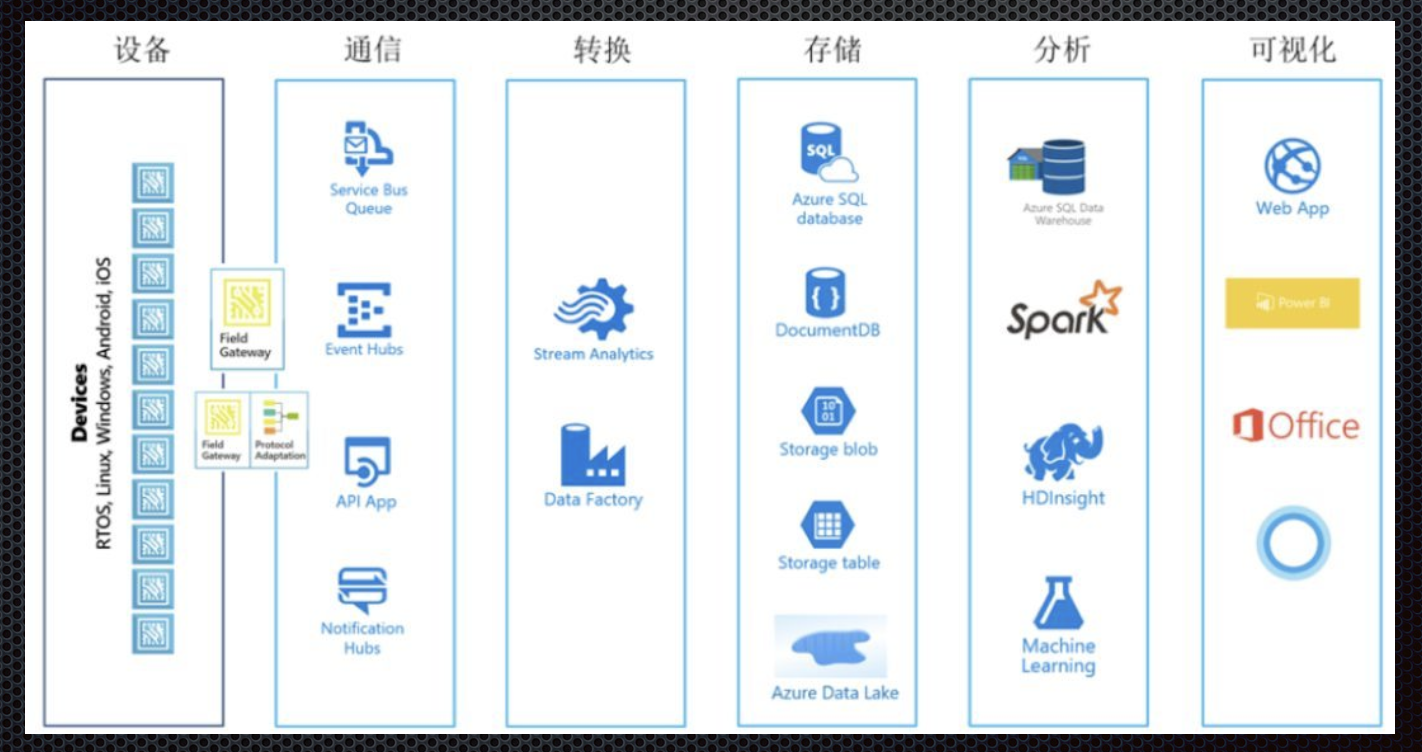 设备
通信
转换
存储
分析
可视化
Devices
RTOS, Linux, Windows, Android, iOS
Field
Gateway
Field
Gateway
Protocol
Adaptation
Service Bus
Queue
Event Hubs
API App
Notification
Hubs
Stream Analytics
Data Factory
SQL
Azure SQL
database
DocumentDB
10
01
Storage blob
Storage table
Azure Data Lake
Azure SQL Data
Warehouse
Spark
HDInsight
Machine
Learning
Web App
Power BI
Office